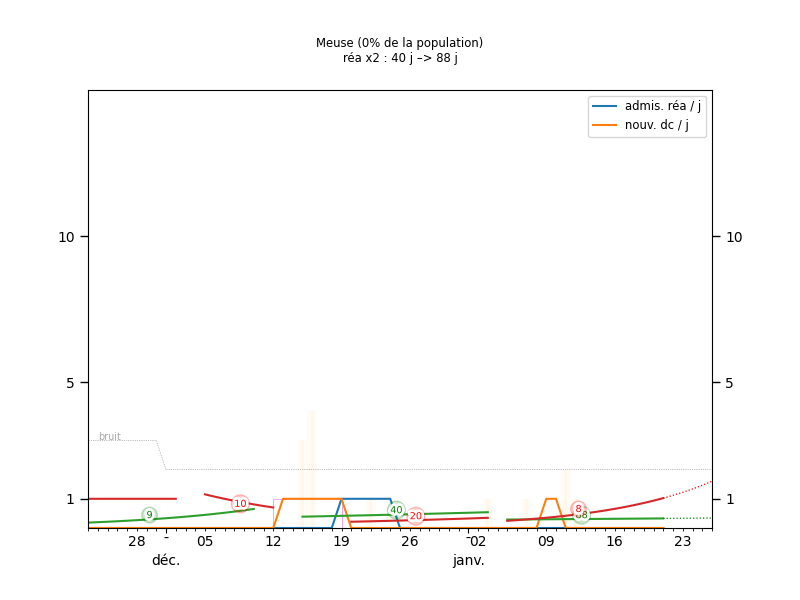 Meuse (0% de la population)
réa x2 : 40 j –> 88 j
admis. réa / j
nouv. dc / j
10
10
5
5
bruit
1
1
9
10
40
20
8
28
05
12
19
26
02
09
16
23
déc.
janv.